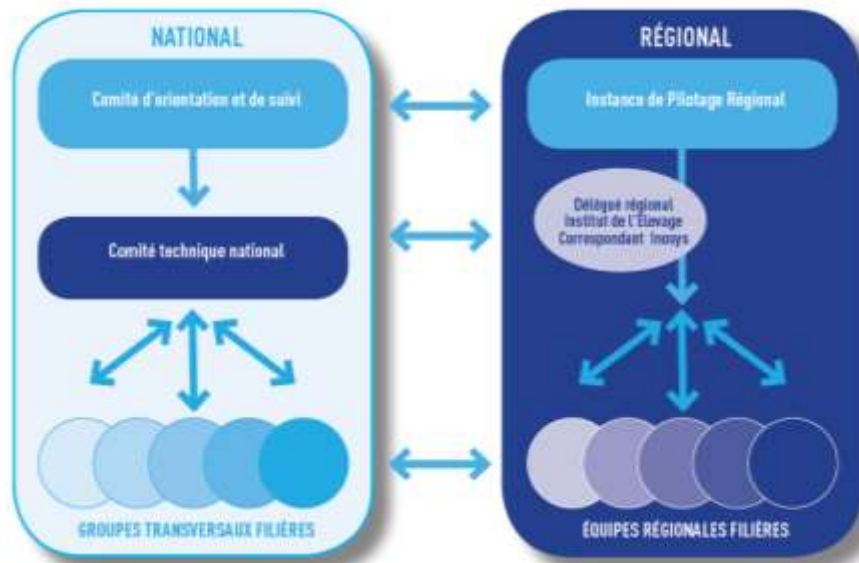 NATIONAL
Comité d'orientation et de suivi
Comité technique national
GROUPES TRANSVERSAUX FILIÈRES
RÉGIONAL
Instance de Pilotage Régional
Délégué régional
Institut de l'Élevage
Correspondant Inosys
ÉQUIPES RÉGIONALES FILIÈRES